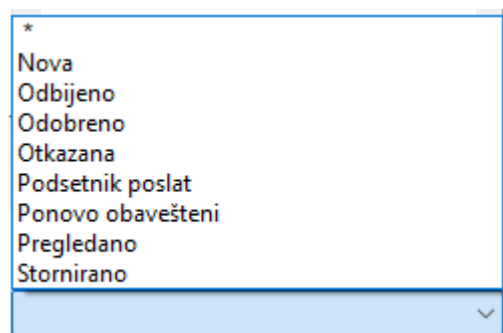 *
Nova
Odbijeno
Odobreno
Otkazana
Podsetnik poslat
Ponovo obavešteni
Pregledano
Stornirano